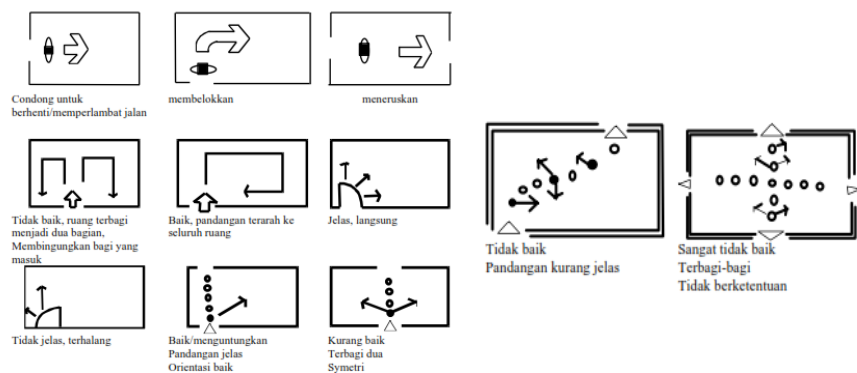 Condong untuk
berhenti/memperlambat jalan
membelokkan
meneruskan
Tidak baik, ruang terbagi
menjadi dua bagian,
Membingungkan bagi yang
masuk
Baik, pandangan terarah ke
seluruh ruang
Jelas, langsung
Tidak jelas, terhalang
Baik/menguntungkan
Pandangan jelas
Orientasi baik
Kurang baik
Terbagi dua
Symetri
Tidak baik
Pandangan kurang jelas
Sangat tidak baik
Terbagi-bagi
Tidak berketentuan